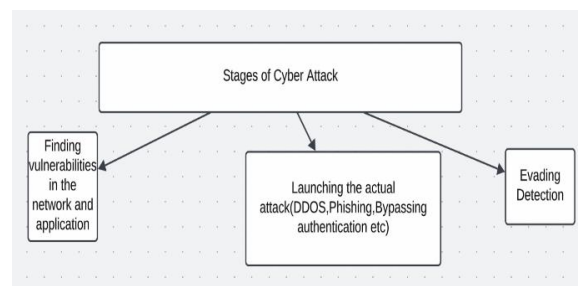 Stages of Cyber Attack
Finding
vulnerabilities
in the
network and
application
Launching the actual
attack(DDOS,Phishing,Bypassing
authentication etc)
Evading
Detection